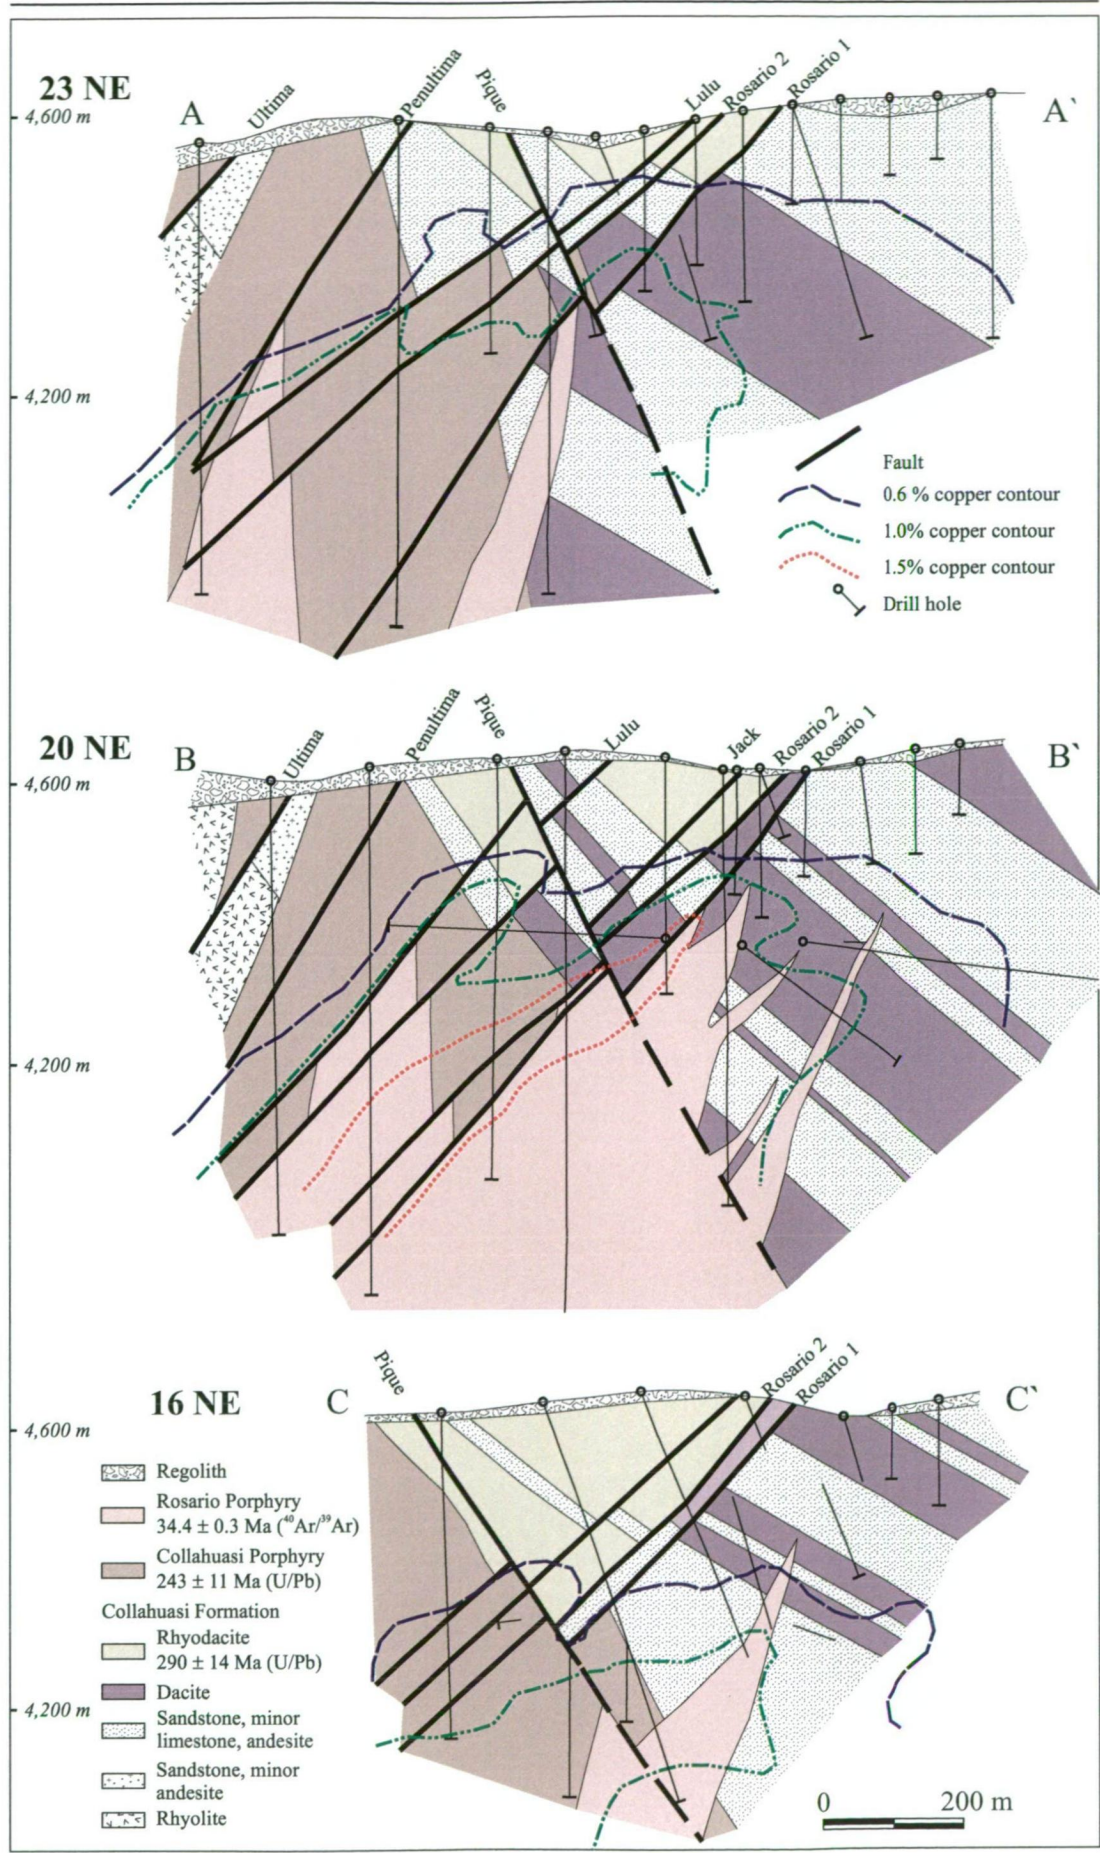 23 NE
A
Ultima
Penultima
Pique
Lulu
Rosario 2
Rosario 1
A`
4,600 m
4,200 m
Fault
0.6 % copper contour
1.0% copper contour
1.5% copper contour
Drill hole
20 NE
B
Ultima
Penultima
Pique
Lulu
Jack
Rosario 2
Rosario 1
B`
4,600 m
4,200 m
16 NE
C
Pique
Rosario 2
Rosario 1
C`
4,600 m
4,200 m
Regolith
Rosario Porphyry
34.4 ± 0.3 Ma (⁴⁰Ar/³⁹Ar)
Collahuasi Porphyry
243 ± 11 Ma (U/Pb)
Collahuasi Formation
Rhyodacite
290 ± 14 Ma (U/Pb)
Dacite
Sandstone, minor
limestone, andesite
Sandstone, minor
andesite
Rhyolite
0 200 m